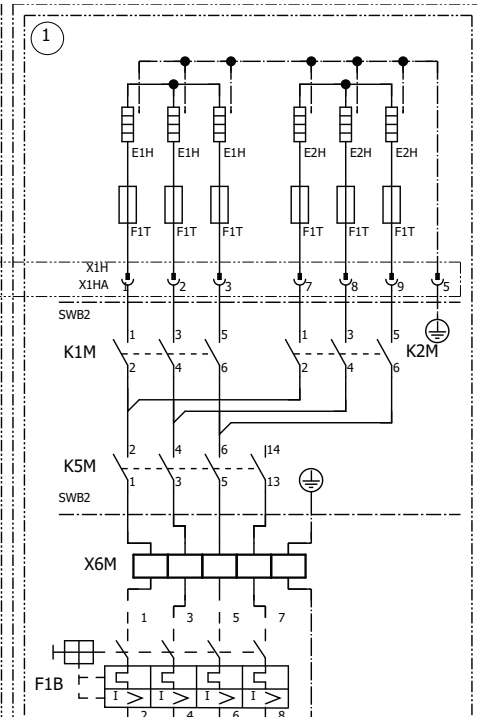 1
E1H E1H E1H E2H E2H E2H
F1T F1T F1T F1T F1T F1T
X1H
X1HA 1 2 3 7 8 9 5
SWB2
1 3 5 1 3 5
K1M K2M
2 4 6 2 4 6
2 4 6 14
K5M
1 3 5 13
SWB2
X6M
1 3 5 7
F1B
I > I > I > I >
2 4 6 8